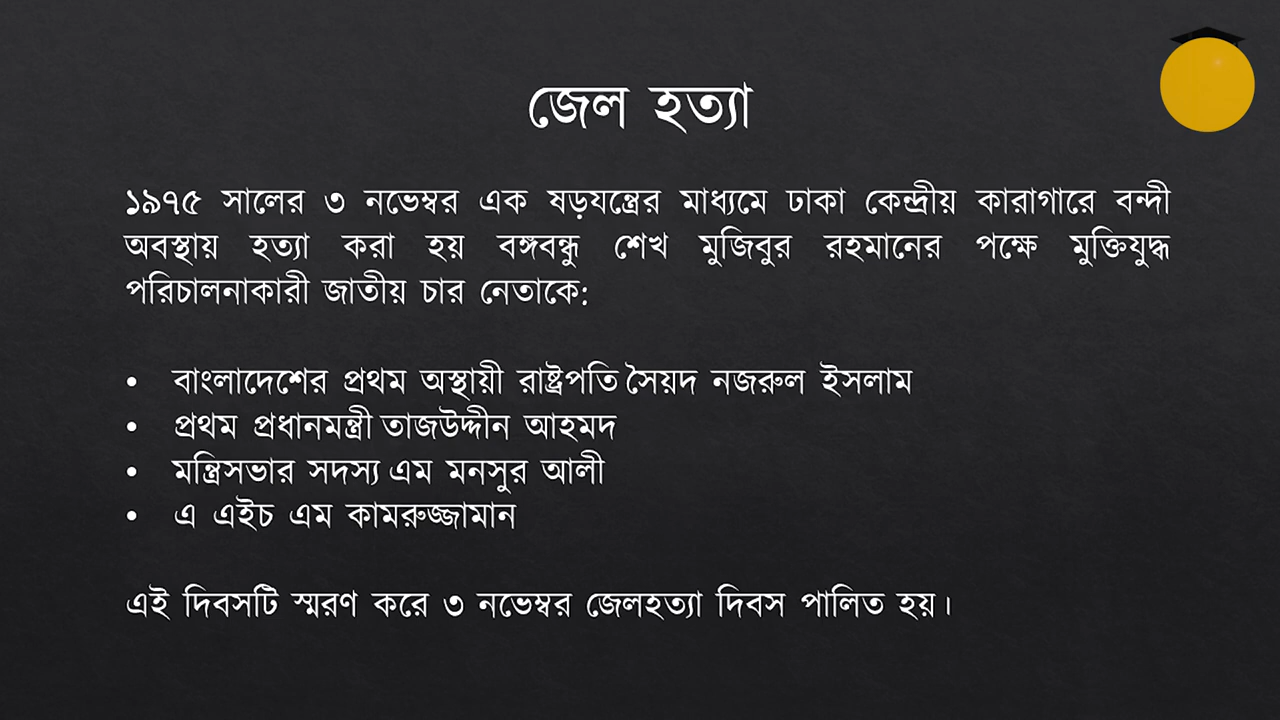 জেল হত্যা
১৯৭৫ সালের ৩ নভেম্বর এক ষড়যন্ত্রের মাধ্যমে ঢাকা কেন্দ্রীয় কারাগারে বন্দী
অবস্থায় হত্যা করা হয় বঙ্গবন্ধু শেখ মুজিবুর রহমানের পক্ষে মুক্তিযুদ্ধ
পরিচালনাকারী জাতীয় চার নেতাকে:
• বাংলাদেশের প্রথম অস্থায়ী রাষ্ট্রপতি সৈয়দ নজরুল ইসলাম
• প্রথম প্রধানমন্ত্রী তাজউদ্দীন আহমদ
• মন্ত্রিসভার সদস্য এম মনসুর আলী
• এ এইচ এম কামরুজ্জামান
এই দিবসটি স্মরণ করে ৩ নভেম্বর জেলহত্যা দিবস পালিত হয়।